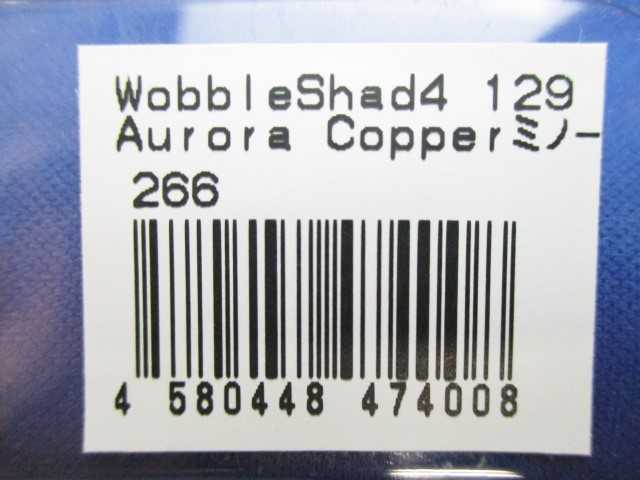 WobbleShad4 129
Aurora Copperミノー
266
4 580448 474008